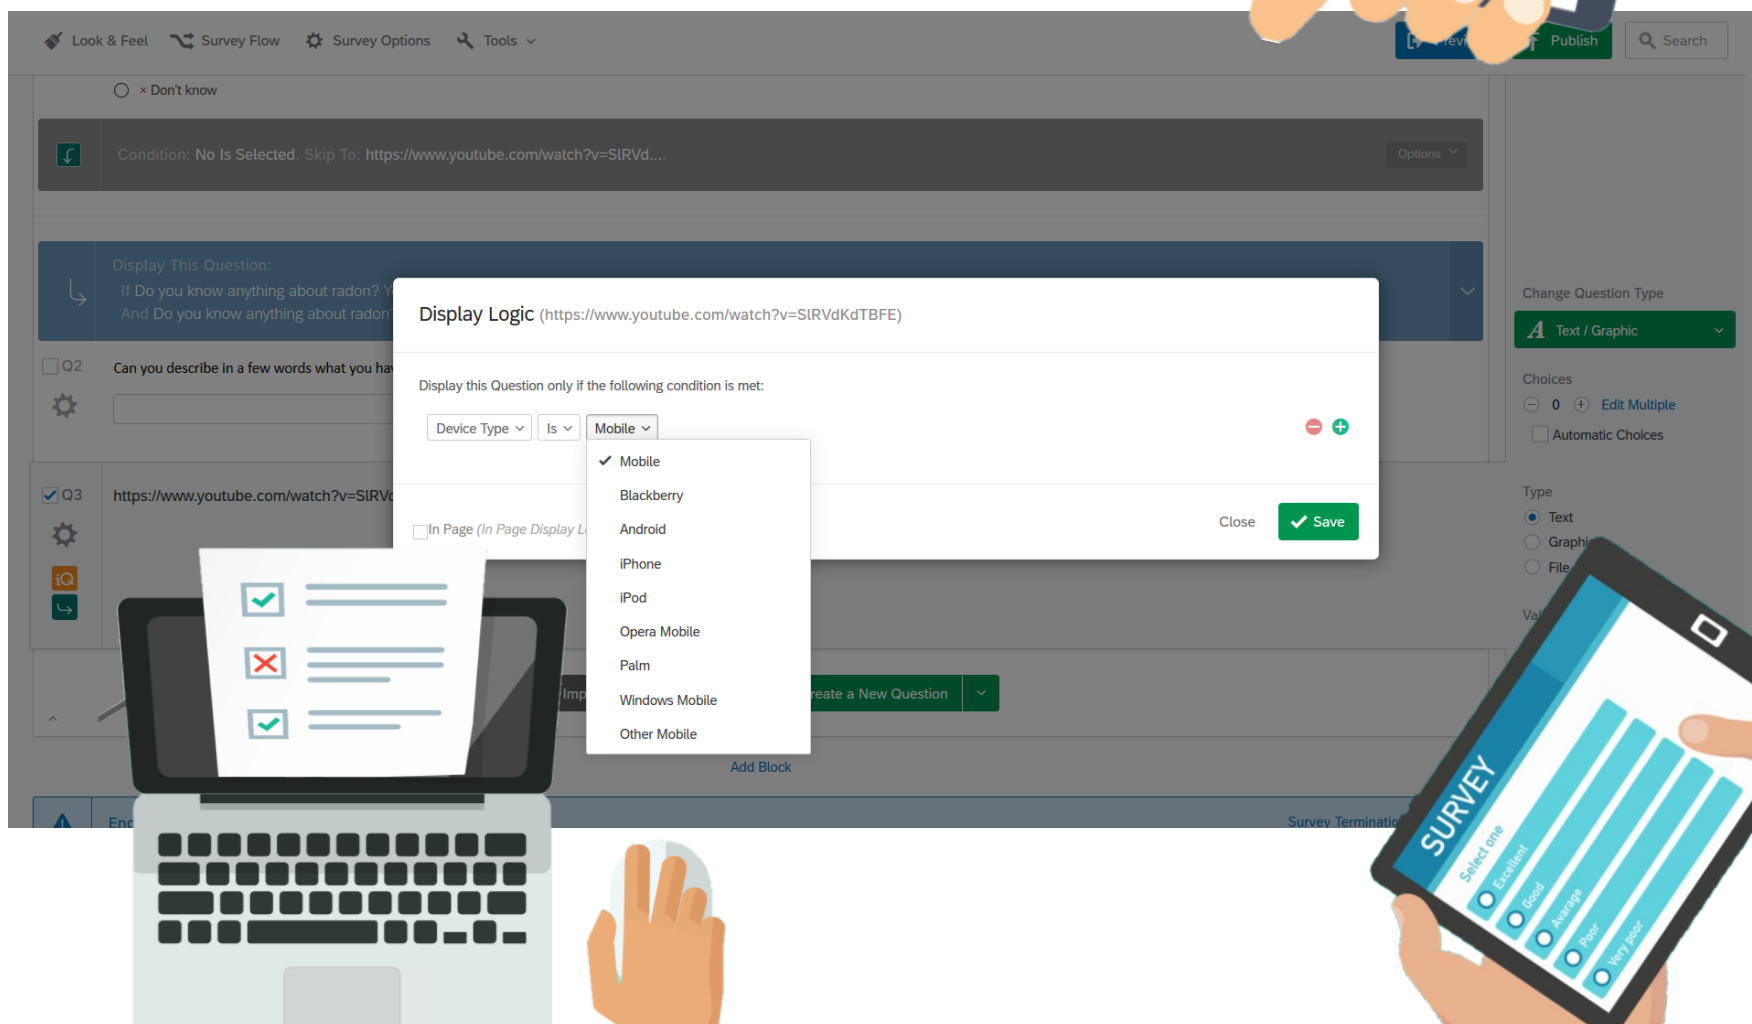 Look & Feel Survey Flow Survey Options Tools Publish Search
× Don't know
Condition: No Is Selected. Skip To: https://www.youtube.com/watch?v=SlRVd.... Options
Display This Question:
If Do you know anything about radon?
And Do you know anything about radon?
Q2 Can you describe in a few words what you
Display Logic (https://www.youtube.com/watch?v=SlRVdKdTBFE)
Display this Question only if the following condition is met:
Device Type Is Mobile
Mobile
Blackberry
Android
iPhone
iPod
Opera Mobile
Palm
Windows Mobile
Other Mobile
In Page (In Page Display
Close Save
Q3 https://www.youtube.com/watch?v=SlRV
iQ
Create a New Question
Add Block
Survey
Change Question Type
A Text / Graphic
Choices
0 Edit Multiple
Automatic Choices
Type
Text
Graphic
File
SURVEY
Select one
Excellent
Good
Avarage
Poor
Very poor